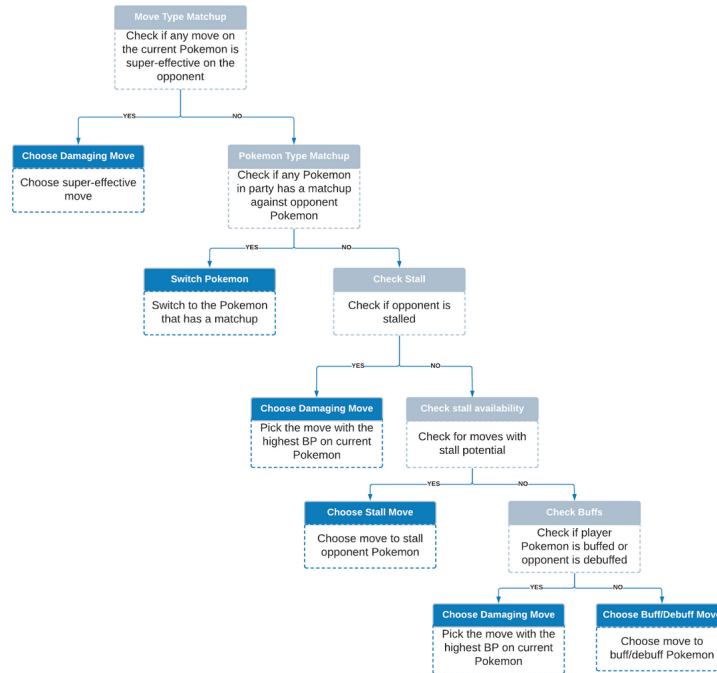 Move Type Matchup
Check if any move on
the current Pokemon is
super-effective on the
opponent
YES
NO
Choose Damaging Move
Choose super-effective
move
Pokemon Type Matchup
Check if any Pokemon
in party has a matchup
against opponent
Pokemon
YES
NO
Switch Pokemon
Switch to the Pokemon
that has a matchup
Check Stall
Check if opponent is
stalled
YES
NO
Choose Damaging Move
Pick the move with the
highest BP on current
Pokemon
Check stall availability
Check for moves with
stall potential
YES
NO
Choose Stall Move
Choose move to stall
opponent Pokemon
Check Buffs
Check if player
Pokemon is buffed or
opponent is debuffed
YES
NO
Choose Damaging Move
Pick the move with the
highest BP on current
Pokemon
Choose Buff/Debuff Move
Choose move to
buff/debuff Pokemon